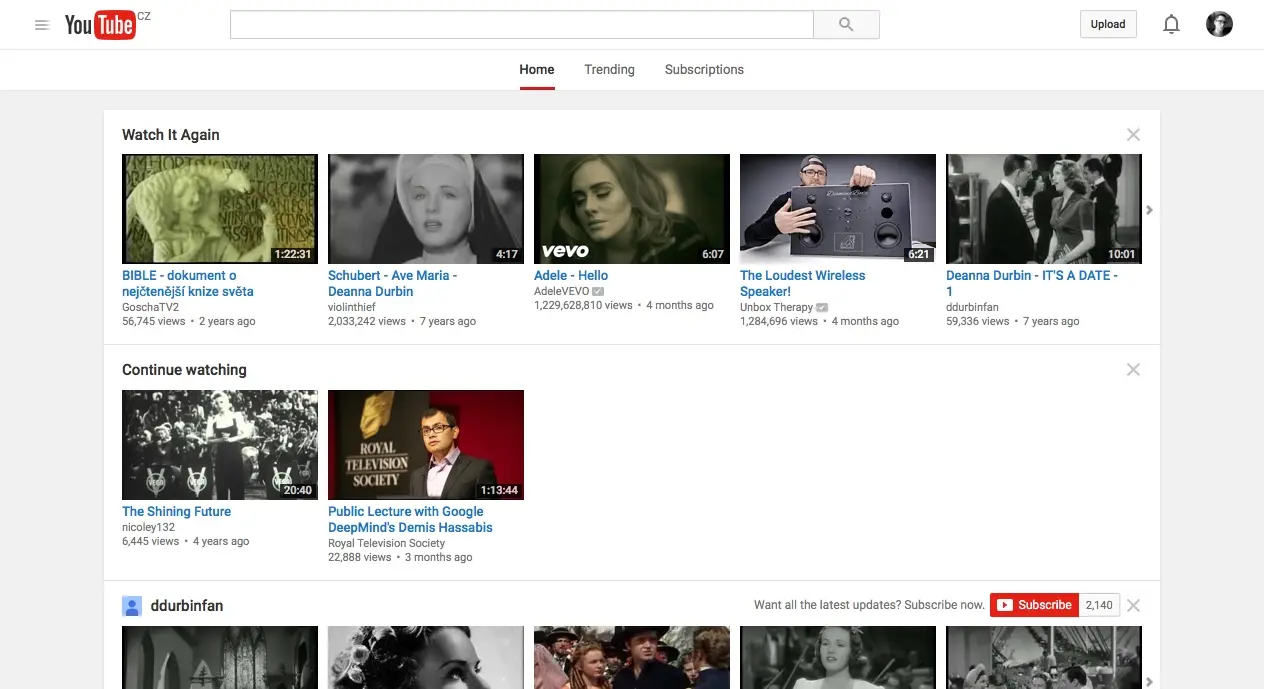 YouTube CZ
Upload
Home Trending Subscriptions
Watch It Again
1:22:31
4:17
vevo 6:07
6:21
10:01
BIBLE - dokument o
nejčtenější knize světa
GoschaTV2
56,745 views • 2 years ago
Schubert - Ave Maria -
Deanna Durbin
violinthief
2,033,242 views • 7 years ago
Adele - Hello
AdeleVEVO
1,229,628,810 views • 4 months ago
The Loudest Wireless
Speaker!
Unbox Therapy
1,284,696 views • 4 months ago
Deanna Durbin - IT'S A DATE -
1
ddurbinfan
59,336 views • 7 years ago
Continue watching
20:40
ROYAL
TELEVISION
SOCIETY
1:13:44
The Shining Future
nicoley132
6,445 views • 4 years ago
Public Lecture with Google
DeepMind's Demis Hassabis
Royal Television Society
22,888 views • 3 months ago
ddurbinfan
Want all the latest updates? Subscribe now. Subscribe 2,140